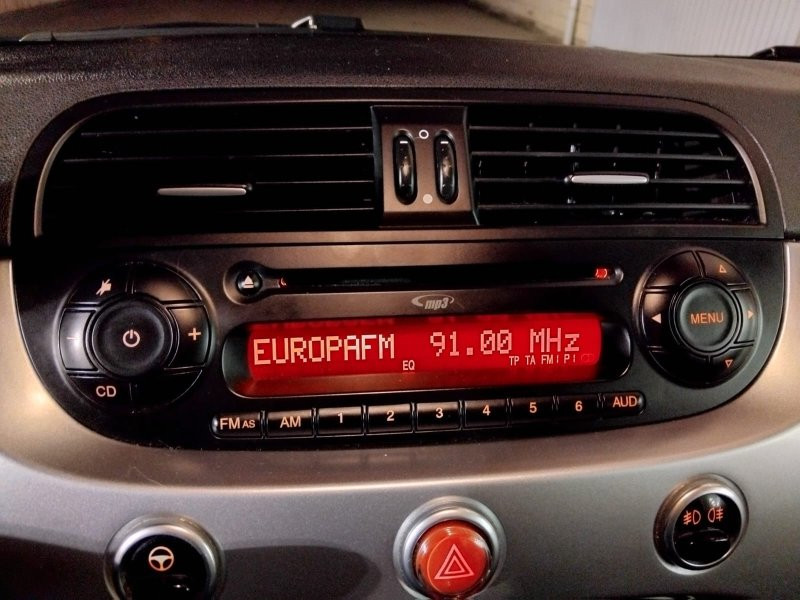 mp3
MENU
EUROPAFM 91.00 MHz
EQ TP TA FM I P I
CD
FM AS AM 1 2 3 4 5 6 AUD